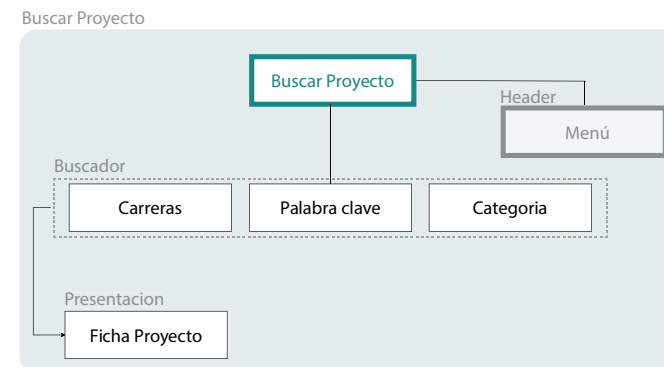 Buscar Proyecto
Buscar Proyecto
Header
Menú
Buscador
Carreras
Palabra clave
Categoria
Presentacion
Ficha Proyecto